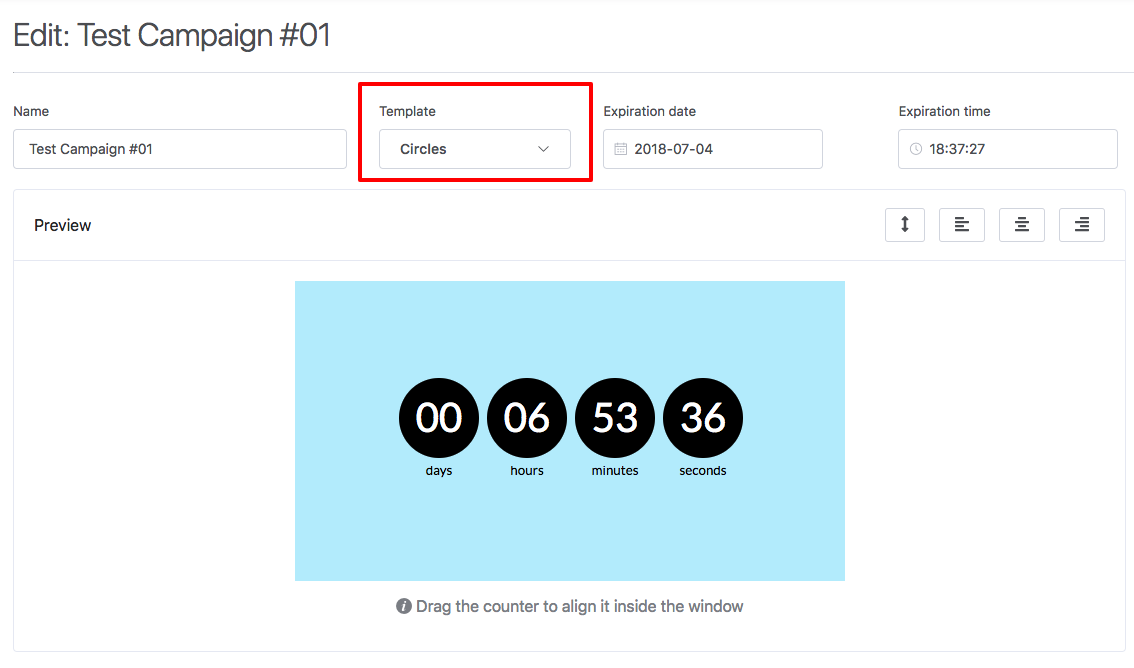 Edit: Test Campaign #01
Name
Template
Expiration date
Expiration time
Test Campaign #01
Circles
2018-07-04
18:37:27
Preview
00 06 53 36
days hours minutes seconds
Drag the counter to align it inside the window